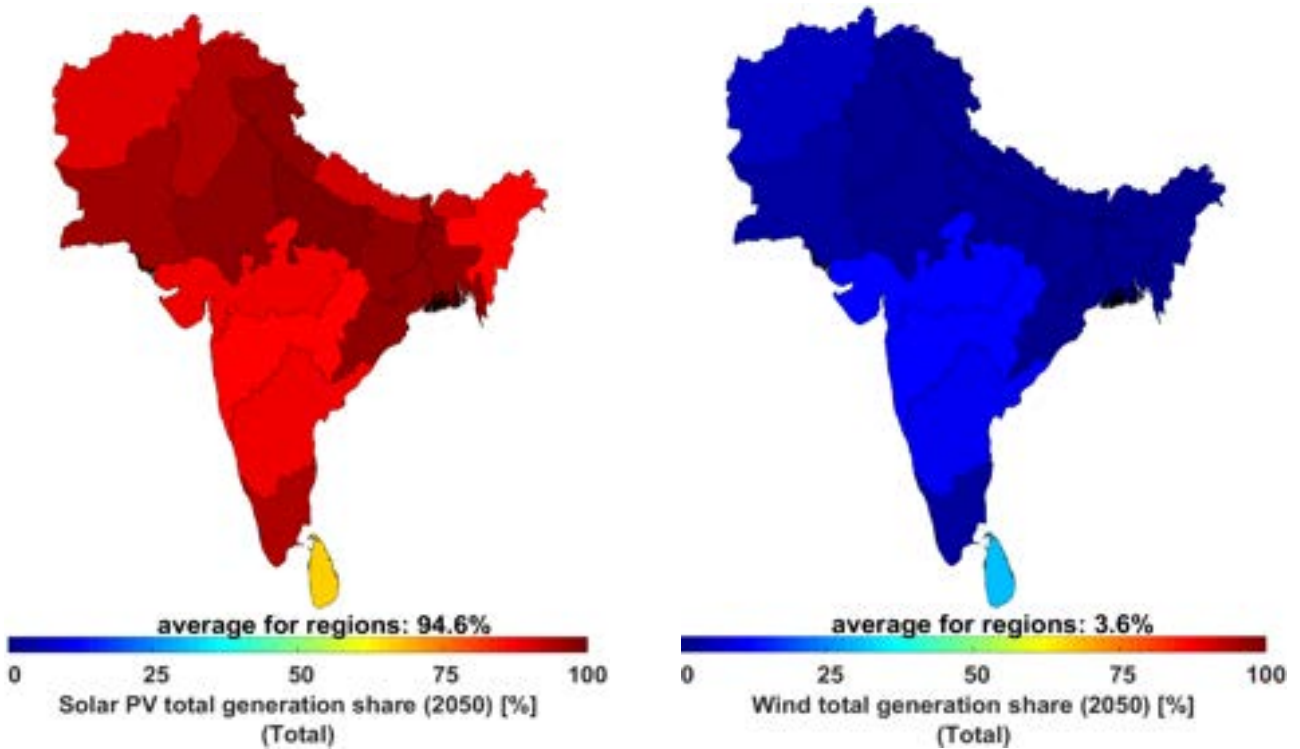 average for regions: 94.6%
0 25 50 75 100
Solar PV total generation share (2050) [%]
(Total)
average for regions: 3.6%
0 25 50 75 100
Wind total generation share (2050) [%]
(Total)